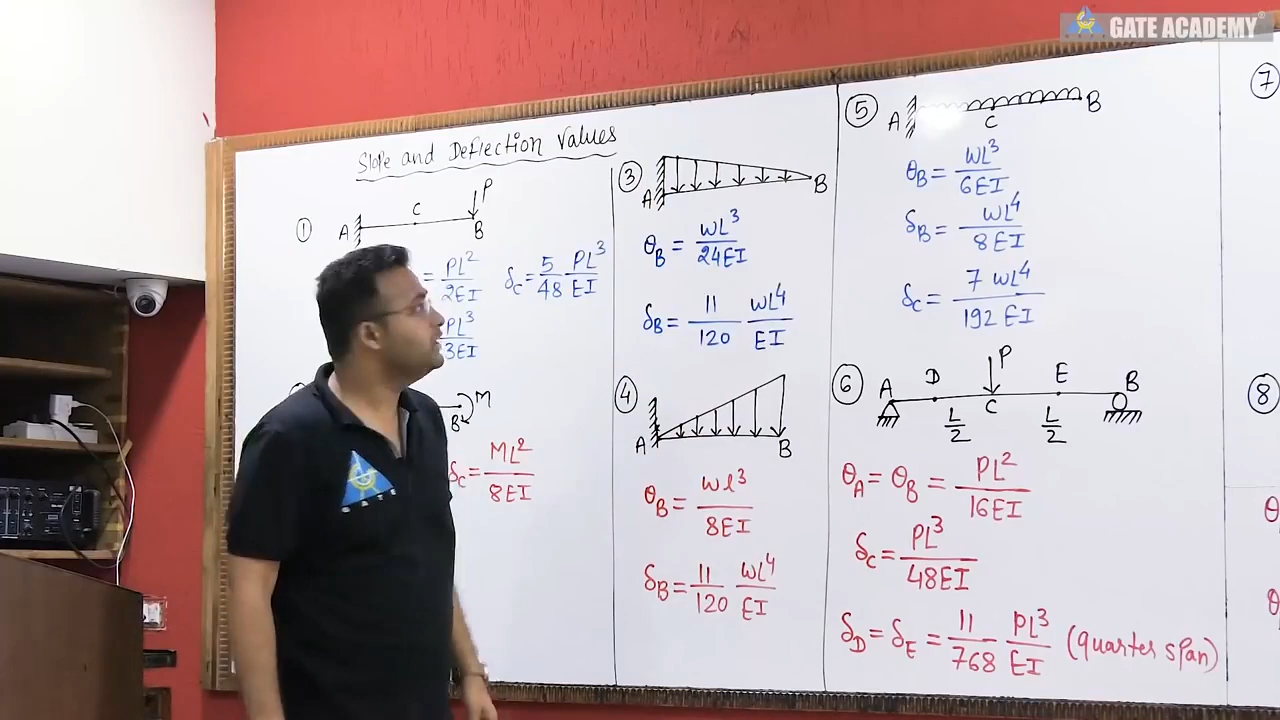 GATE ACADEMY
Slope and Deflection Values
① A C B P
= PL²/2EI δC = 5/48 PL³/EI
PL³/3EI
B M
δC = ML²/8EI
③ A B
θB = WL³/24EI
δB = 11/120 WL⁴/EI
④ A B
θB = Wl³/8EI
δB = 11/120 WL⁴/EI
⑤ A C B
θB = WL³/6EI
δB = WL⁴/8EI
δC = 7 WL⁴/192 EI
⑥ A D P C E B
L/2 L/2
θA = θB = PL²/16EI
δC = PL³/48EI
δD = δE = 11/768 PL³/EI (quarter span)
⑦
⑧
θ
θ
GATE